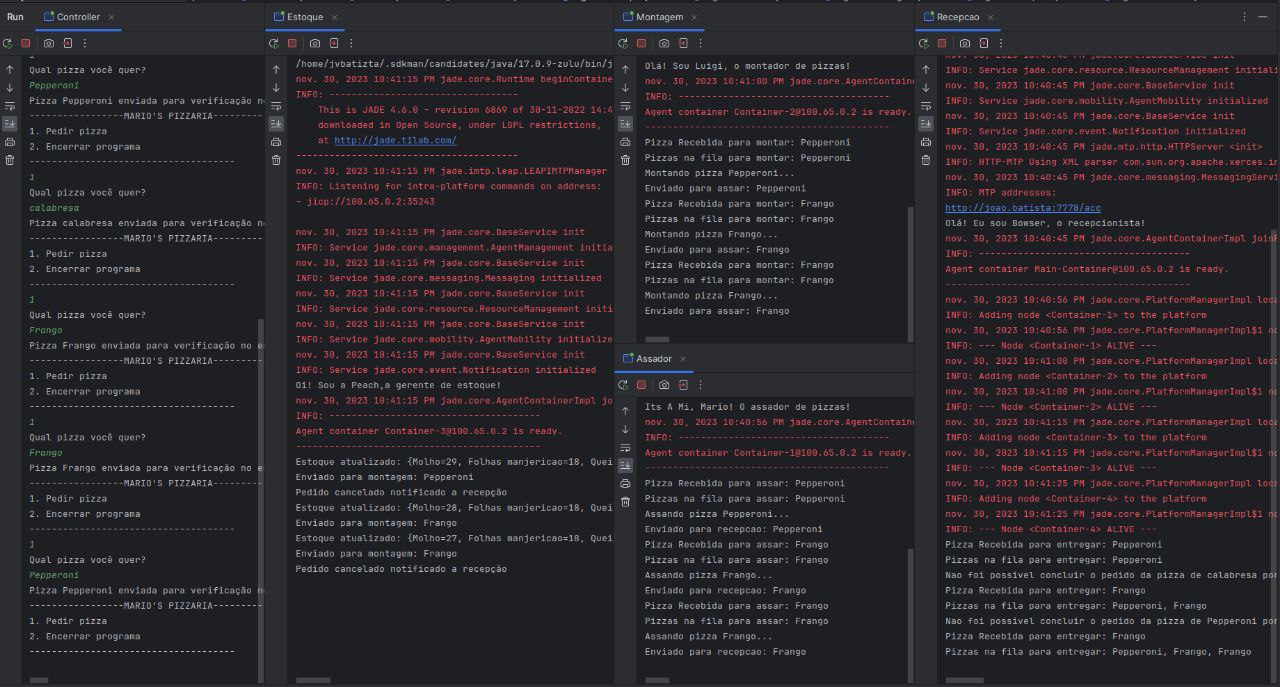 Run
Controller
Qual pizza você quer?
Pepperoni
Pizza Pepperoni enviada para verificação n
-----------------MARIO'S PIZZARIA---------
1. Pedir pizza
2. Encerrar programa
-------------------------------------
1
Qual pizza você quer?
calabresa
Pizza calabresa enviada para verificação n
-----------------MARIO'S PIZZARIA---------
1. Pedir pizza
2. Encerrar programa
-------------------------------------
1
Qual pizza você quer?
Frango
Pizza Frango enviada para verificação no e
-----------------MARIO'S PIZZARIA---------
1. Pedir pizza
2. Encerrar programa
-------------------------------------
1
Qual pizza você quer?
Frango
Pizza Frango enviada para verificação no e
-----------------MARIO'S PIZZARIA---------
1. Pedir pizza
2. Encerrar programa
-------------------------------------
1
Qual pizza você quer?
Pepperoni
Pizza Pepperoni enviada para verificação n
-----------------MARIO'S PIZZARIA---------
1. Pedir pizza
2. Encerrar programa
-------------------------------------
Estoque
/home/jvbatizta/.sdkman/candidates/java/17.0.9-zulu/bin/j
nov. 30, 2023 10:41:15 PM jade.core.Runtime beginContaine
INFO: ----------------------------------
This is JADE 4.6.0 - revision 6869 of 30-11-2022 14:4
downloaded in Open Source, under LGPL restrictions,
at http://jade.tilab.com/
----------------------------------------
nov. 30, 2023 10:41:15 PM jade.imtp.leap.LEAPIMTPManager
INFO: Listening for intra-platform commands on address:
- jicp://100.65.0.2:35243
nov. 30, 2023 10:41:15 PM jade.core.BaseService init
INFO: Service jade.core.management.AgentManagement initia
nov. 30, 2023 10:41:15 PM jade.core.BaseService init
INFO: Service jade.core.messaging.Messaging initialized
nov. 30, 2023 10:41:15 PM jade.core.BaseService init
INFO: Service jade.core.resource.ResourceManagement initi
nov. 30, 2023 10:41:15 PM jade.core.BaseService init
INFO: Service jade.core.mobility.AgentMobility initialize
nov. 30, 2023 10:41:15 PM jade.core.BaseService init
INFO: Service jade.core.event.Notification initialized
Oi! Sou a Peach,a gerente de estoque!
nov. 30, 2023 10:41:15 PM jade.core.AgentContainerImpl joi
INFO: --------------------------------------
Agent container Container-3@100.65.0.2 is ready.
--------------------------------------------
Estoque atualizado: {Molho=29, Folhas manjericao=18, Quei
Enviado para montagem: Pepperoni
Pedido cancelado notificado a recepção
Estoque atualizado: {Molho=28, Folhas manjericao=18, Quei
Enviado para montagem: Frango
Estoque atualizado: {Molho=27, Folhas manjericao=18, Quei
Enviado para montagem: Frango
Pedido cancelado notificado a recepção
Montagem
Olá! Sou Luigi, o montador de pizzas!
nov. 30, 2023 10:41:00 PM jade.core.AgentContain
INFO: --------------------------------------
Agent container Container-2@100.65.0.2 is ready.
--------------------------------------------
Pizza Recebida para montar: Pepperoni
Pizzas na fila para montar: Pepperoni
Montando pizza Pepperoni...
Enviado para assar: Pepperoni
Pizza Recebida para montar: Frango
Pizzas na fila para montar: Frango
Montando pizza Frango...
Enviado para assar: Frango
Pizza Recebida para montar: Frango
Pizzas na fila para montar: Frango
Montando pizza Frango...
Enviado para assar: Frango
Assador
Its A Mi, Mario! O assador de pizzas!
nov. 30, 2023 10:40:56 PM jade.core.AgentContain
INFO: --------------------------------------
Agent container Container-1@100.65.0.2 is ready.
--------------------------------------------
Pizza Recebida para assar: Pepperoni
Pizzas na fila para assar: Pepperoni
Assando pizza Pepperoni...
Enviado para recepcao: Pepperoni
Pizza Recebida para assar: Frango
Pizzas na fila para assar: Frango
Assando pizza Frango...
Enviado para recepcao: Frango
Pizza Recebida para assar: Frango
Pizzas na fila para assar: Frango
Assando pizza Frango...
Enviado para recepcao: Frango
Recepcao
INFO: Service jade.core.resource.ResourceManagement initiali
nov. 30, 2023 10:40:45 PM jade.core.BaseService init
INFO: Service jade.core.mobility.AgentMobility initialized
nov. 30, 2023 10:40:45 PM jade.core.BaseService init
INFO: Service jade.core.event.Notification initialized
nov. 30, 2023 10:40:45 PM jade.mtp.http.HTTPServer <init>
INFO: HTTP-MTP Using XML parser com.sun.org.apache.xerces.in
nov. 30, 2023 10:40:45 PM jade.core.messaging.MessagingServi
INFO: MTP addresses:
http://joao.batista:7778/acc
Olá! Eu sou Bowser, o recepcionista!
nov. 30, 2023 10:40:45 PM jade.core.AgentContainerImpl joinP
INFO: --------------------------------------
Agent container Main-Container@100.65.0.2 is ready.
--------------------------------------------
nov. 30, 2023 10:40:56 PM jade.core.PlatformManagerImpl loca
INFO: Adding node <Container-1> to the platform
nov. 30, 2023 10:40:56 PM jade.core.PlatformManagerImpl$1 no
INFO: --- Node <Container-1> ALIVE ---
nov. 30, 2023 10:41:00 PM jade.core.PlatformManagerImpl loca
INFO: Adding node <Container-2> to the platform
nov. 30, 2023 10:41:00 PM jade.core.PlatformManagerImpl$1 no
INFO: --- Node <Container-2> ALIVE ---
nov. 30, 2023 10:41:15 PM jade.core.PlatformManagerImpl loca
INFO: Adding node <Container-3> to the platform
nov. 30, 2023 10:41:15 PM jade.core.PlatformManagerImpl$1 no
INFO: --- Node <Container-3> ALIVE ---
nov. 30, 2023 10:41:25 PM jade.core.PlatformManagerImpl loca
INFO: Adding node <Container-4> to the platform
nov. 30, 2023 10:41:25 PM jade.core.PlatformManagerImpl$1 no
INFO: --- Node <Container-4> ALIVE ---
Pizza Recebida para entregar: Pepperoni
Pizzas na fila para entregar: Pepperoni
Nao foi possivel concluir o pedido da pizza de calabresa por
Pizza Recebida para entregar: Frango
Pizzas na fila para entregar: Pepperoni, Frango
Nao foi possivel concluir o pedido da pizza de Pepperoni por
Pizza Recebida para entregar: Frango
Pizzas na fila para entregar: Pepperoni, Frango, Frango